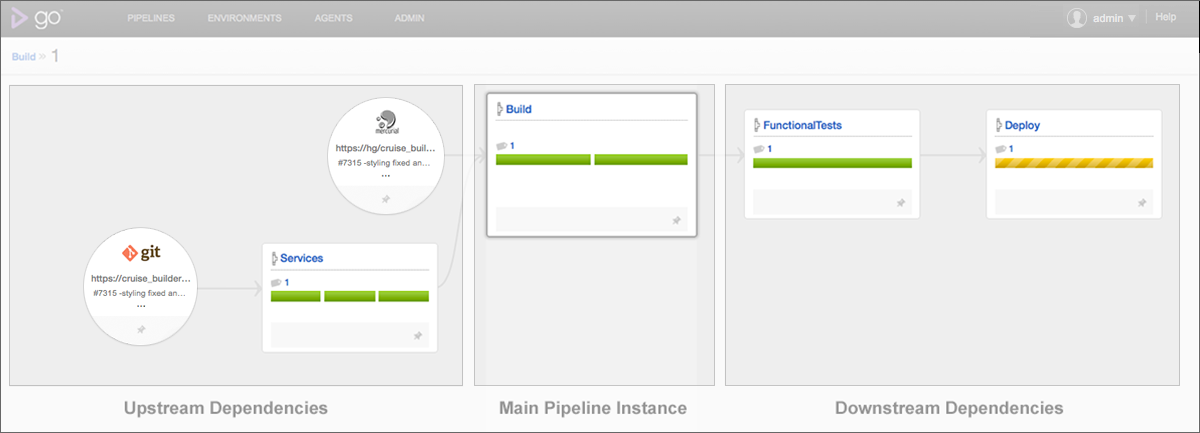 go
PIPELINES
ENVIRONMENTS
AGENTS
ADMIN
admin
Help
Build » 1
mercurial
https://hg/cruise_buil...
#7315 -styling fixed an…
...
git
https://cruise_builder...
#7315 -styling fixed an…
...
Services
1
Build
1
FunctionalTests
1
Deploy
1
Upstream Dependencies
Main Pipeline Instance
Downstream Dependencies